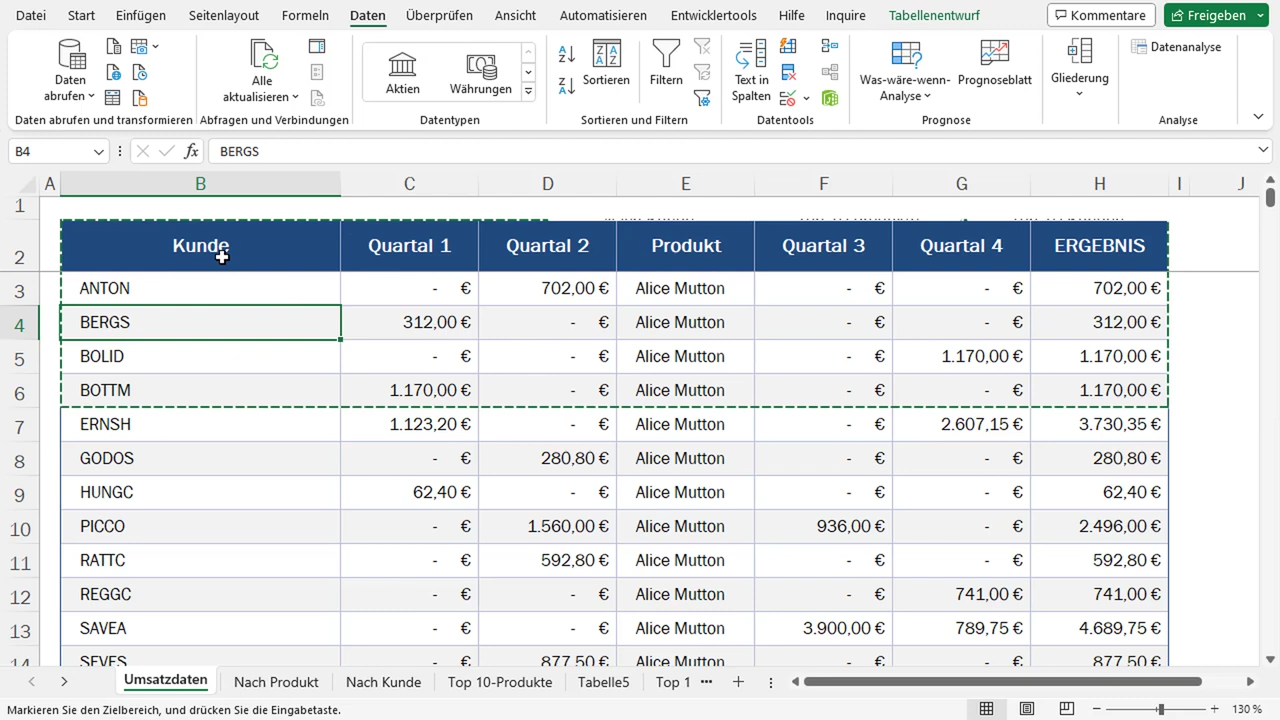 Datei Start Einfügen Seitenlayout Formeln Daten Überprüfen Ansicht Automatisieren Entwicklertools Hilfe Inquire Tabellenentwurf Kommentare Freigeben
Daten abrufen
Alle aktualisieren
Aktien
Währungen
Sortieren
Filtern
Text in Spalten
Was-wäre-wenn-Analyse
Prognoseblatt
Gliederung
Datenanalyse
Daten abrufen und transformieren Abfragen und Verbindungen Datentypen Sortieren und Filtern Datentools Prognose Analyse
B4 fx BERGS
A B C D E F G H I J
1
2 Kunde Quartal 1 Quartal 2 Produkt Quartal 3 Quartal 4 ERGEBNIS
3 ANTON - € 702,00 € Alice Mutton - € - € 702,00 €
4 BERGS 312,00 € - € Alice Mutton - € - € 312,00 €
5 BOLID - € - € Alice Mutton - € 1.170,00 € 1.170,00 €
6 BOTTM 1.170,00 € - € Alice Mutton - € - € 1.170,00 €
7 ERNSH 1.123,20 € - € Alice Mutton - € 2.607,15 € 3.730,35 €
8 GODOS - € 280,80 € Alice Mutton - € - € 280,80 €
9 HUNGC 62,40 € - € Alice Mutton - € - € 62,40 €
10 PICCO - € 1.560,00 € Alice Mutton 936,00 € - € 2.496,00 €
11 RATTC - € 592,80 € Alice Mutton - € - € 592,80 €
12 REGGC - € - € Alice Mutton - € 741,00 € 741,00 €
13 SAVEA - € - € Alice Mutton 3.900,00 € 789,75 € 4.689,75 €
14 SEVES - € 877,50 € Alice Mutton - € - € 877,50 €
Umsatzdaten Nach Produkt Nach Kunde Top 10-Produkte Tabelle5 Top 1
Markieren Sie den Zielbereich, und drücken Sie die Eingabetaste. 130 %